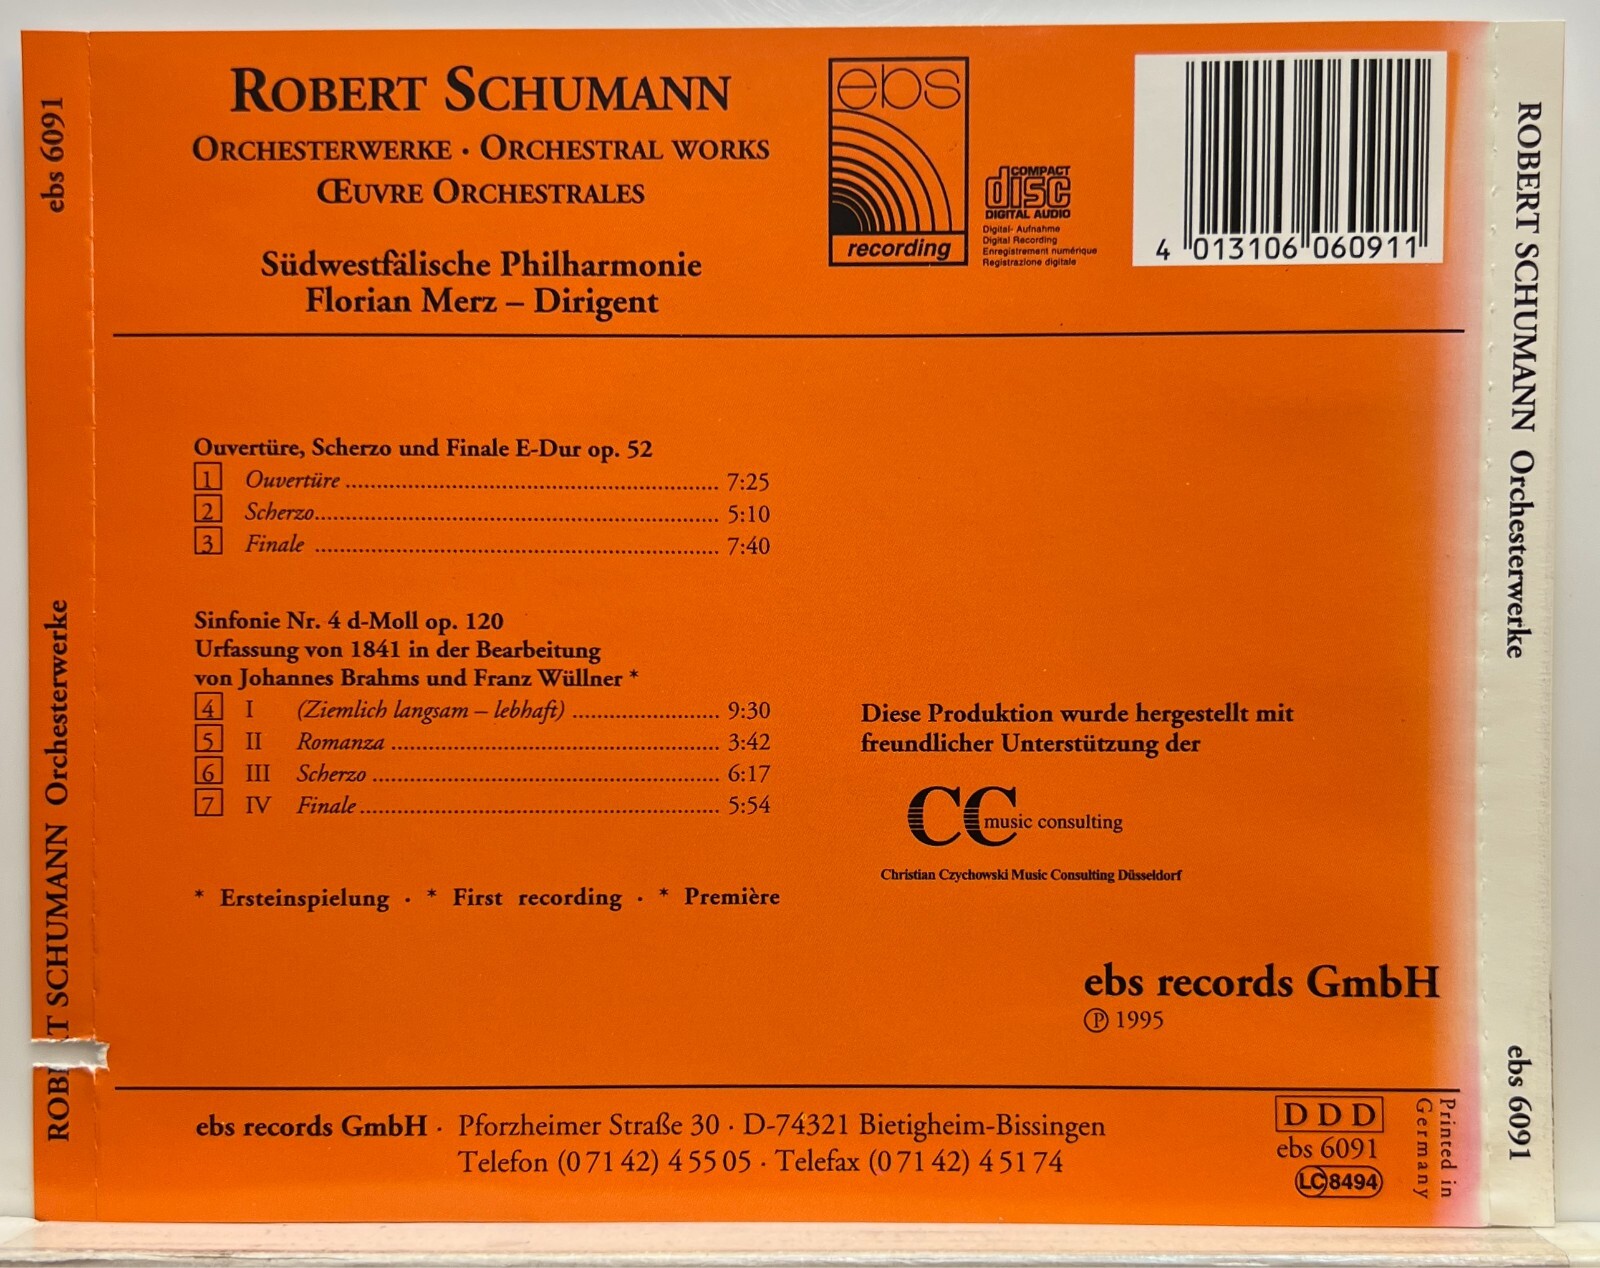 ROBERT SCHUMANN
ORCHESTERWERKE · ORCHESTRAL WORKS
ŒUVRE ORCHESTRALES
Südwestfälische Philharmonie
Florian Merz – Dirigent
ebs
recording
COMPACT
disc
DIGITAL AUDIO
Digital- Aufnahme
Digital Recording
Enregistrement numérique
Registrazione digitale
4 013106 060911
Ouvertüre, Scherzo und Finale E-Dur op. 52
1 Ouvertüre ........ 7:25
2 Scherzo........ 5:10
3 Finale ........ 7:40
Sinfonie Nr. 4 d-Moll op. 120
Urfassung von 1841 in der Bearbeitung
von Johannes Brahms und Franz Wüllner *
4 I (Ziemlich langsam – lebhaft) ........ 9:30
5 II Romanza ........ 3:42
6 III Scherzo ........ 6:17
7 IV Finale ........ 5:54
* Ersteinspielung · * First recording · * Première
Diese Produktion wurde hergestellt mit
freundlicher Unterstützung der
CC music consulting
Christian Czychowski Music Consulting Düsseldorf
ebs records GmbH
℗ 1995
ebs records GmbH · Pforzheimer Straße 30 · D-74321 Bietigheim-Bissingen
Telefon (0 71 42) 4 55 05 · Telefax (0 71 42) 4 51 74
DDD
ebs 6091
LC 8494
Printed in
Germany
ROBERT SCHUMANN Orchesterwerke ebs 6091
ROBERT SCHUMANN Orchesterwerke ebs 6091